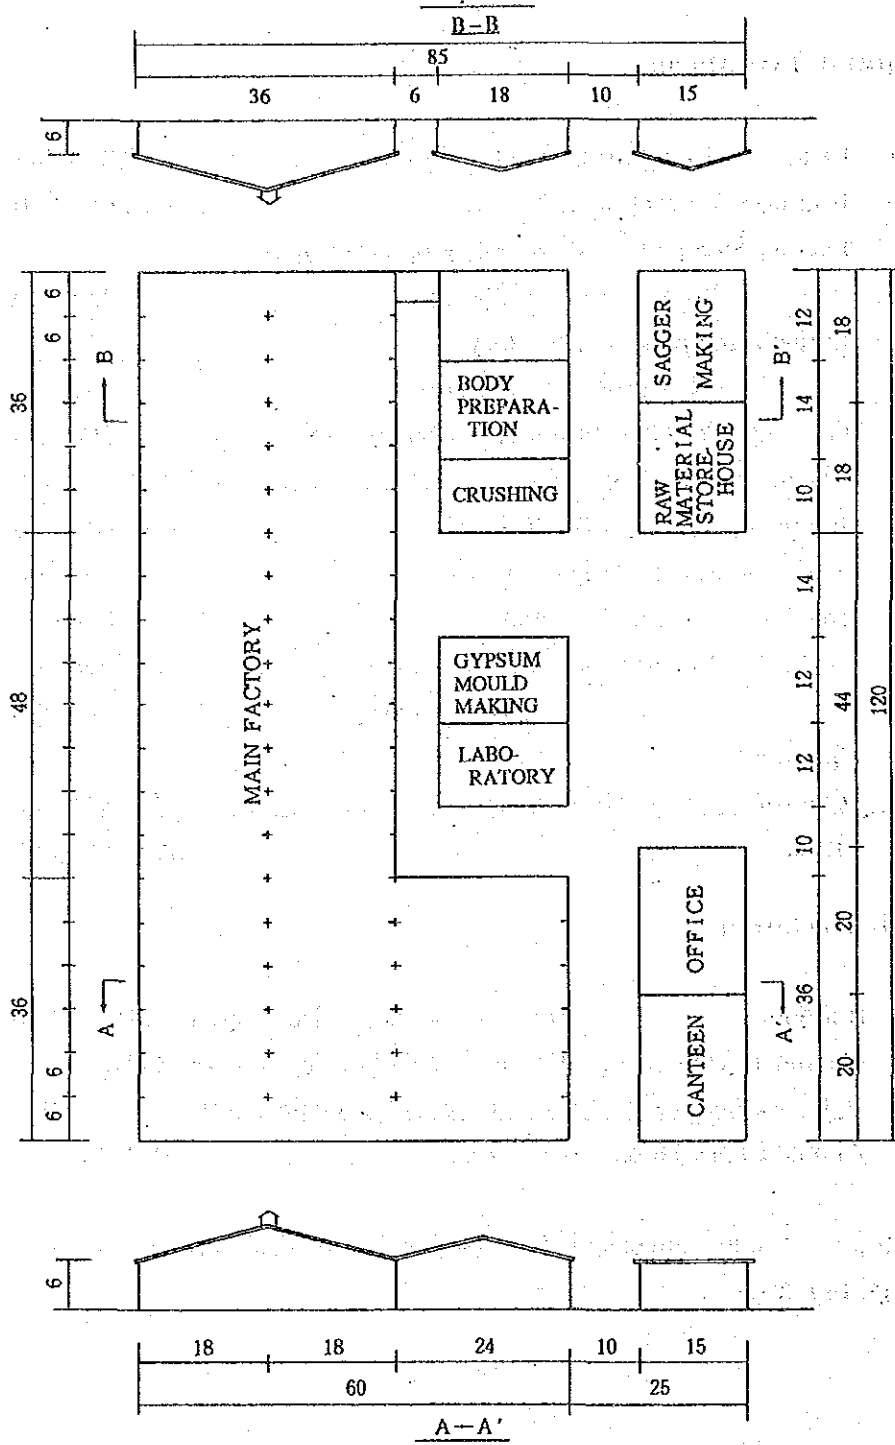 B-B
85
36
6
18
10
15
6
6
6
36
48
36
6
6
B
B'
A
A'
MAIN FACTORY
BODY
PREPARA-
TION
CRUSHING
GYPSUM
MOULD
MAKING
LABO-
RATORY
SAGGER
MAKING
RAW
MATERIAL
STORE-
HOUSE
OFFICE
CANTEEN
12
14
10
14
12
12
10
36
18
18
44
20
20
120
6
18
18
24
10
15
60
25
A-A'